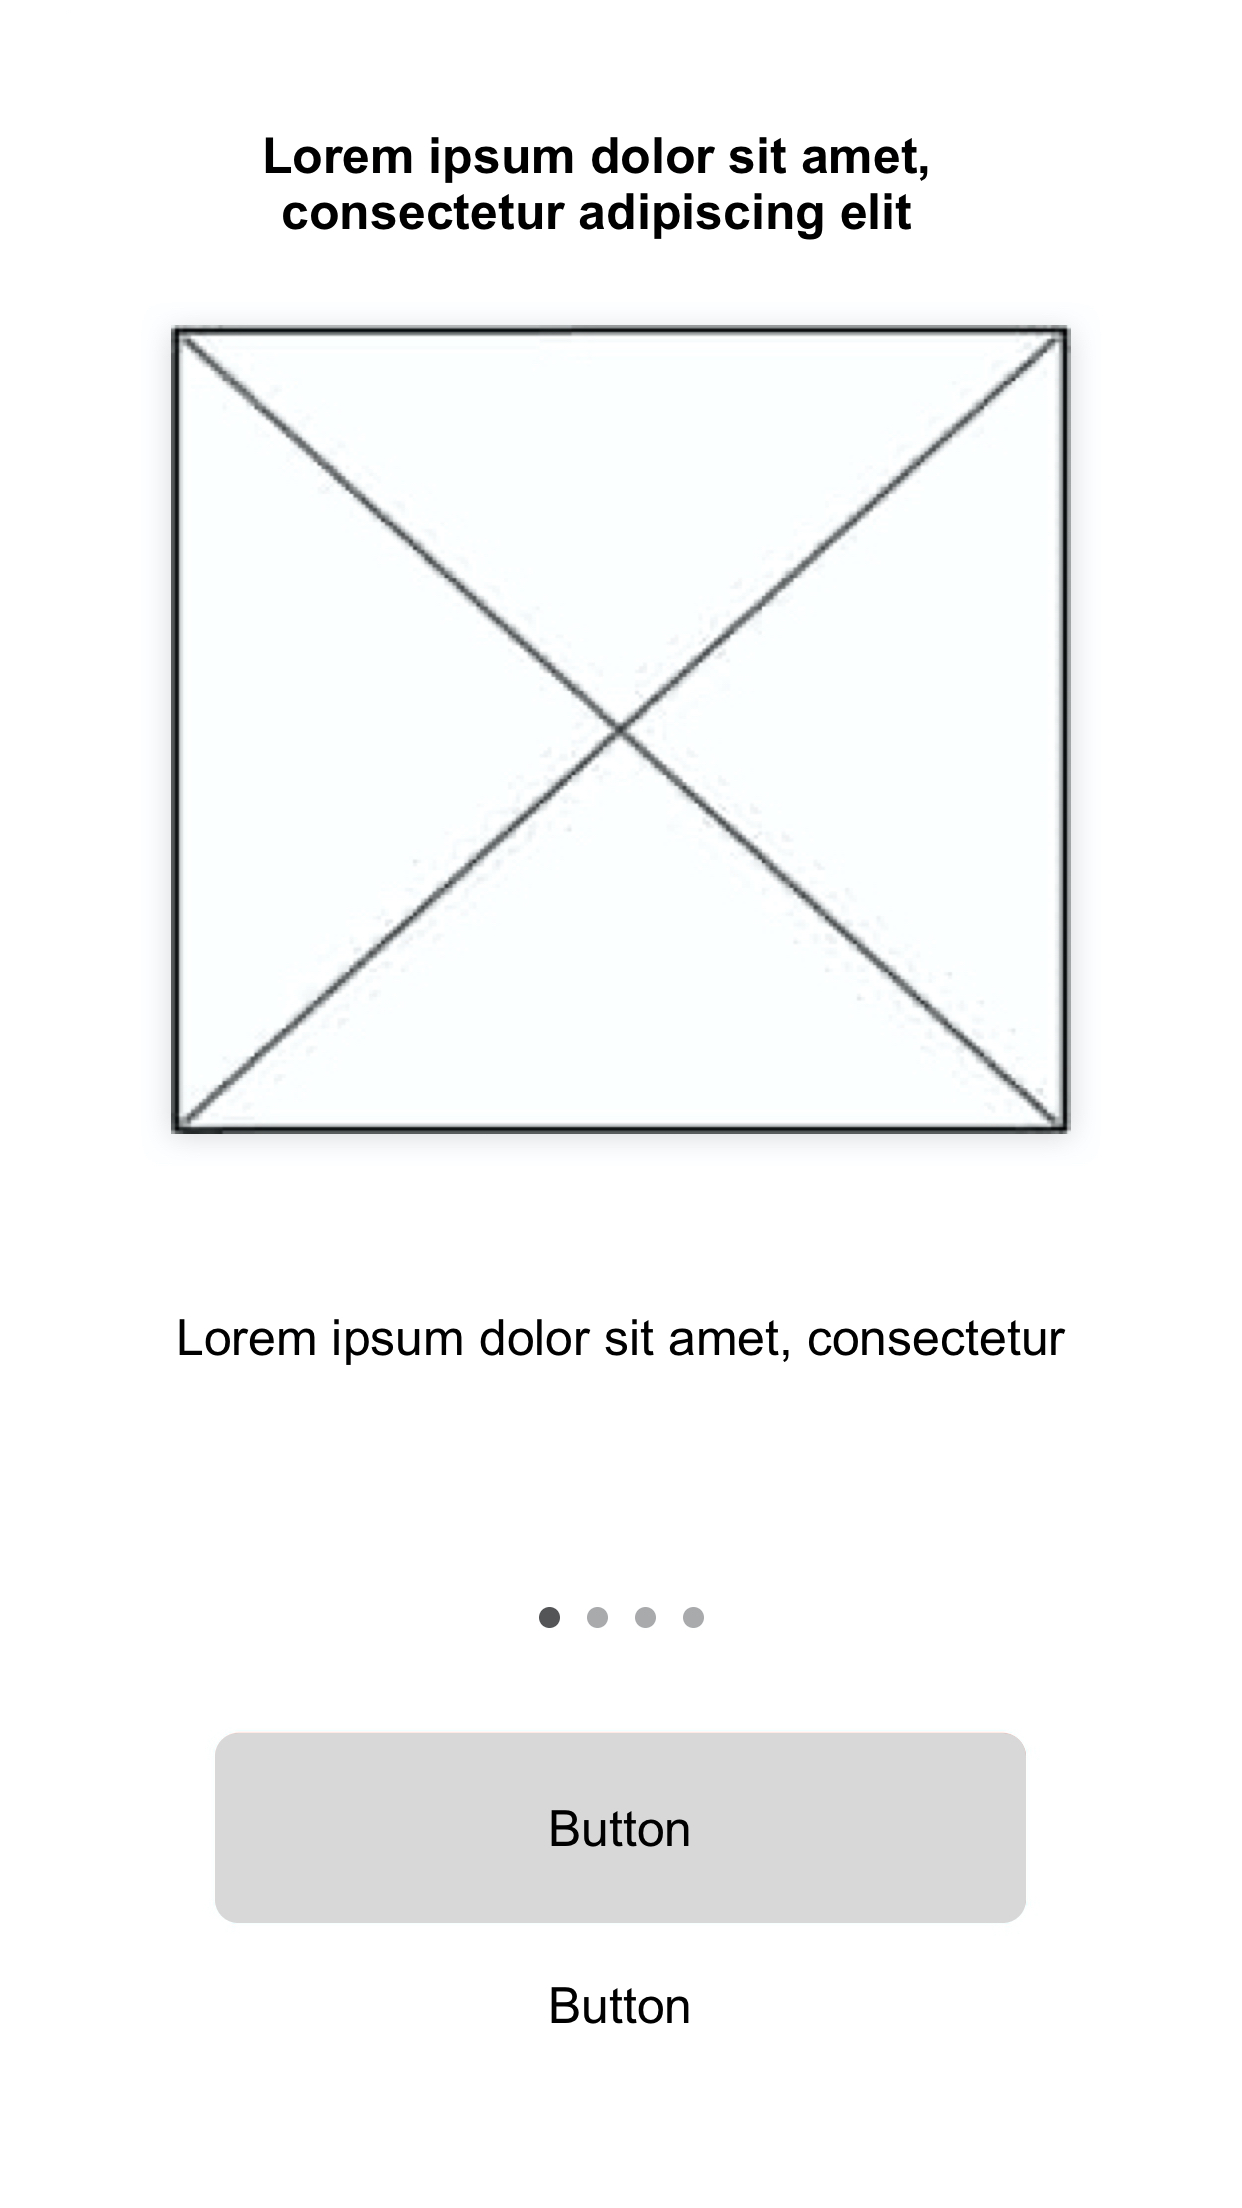 Lorem ipsum dolor sit amet,
consectetur adipiscing elit
Lorem ipsum dolor sit amet, consectetur
Button
Button